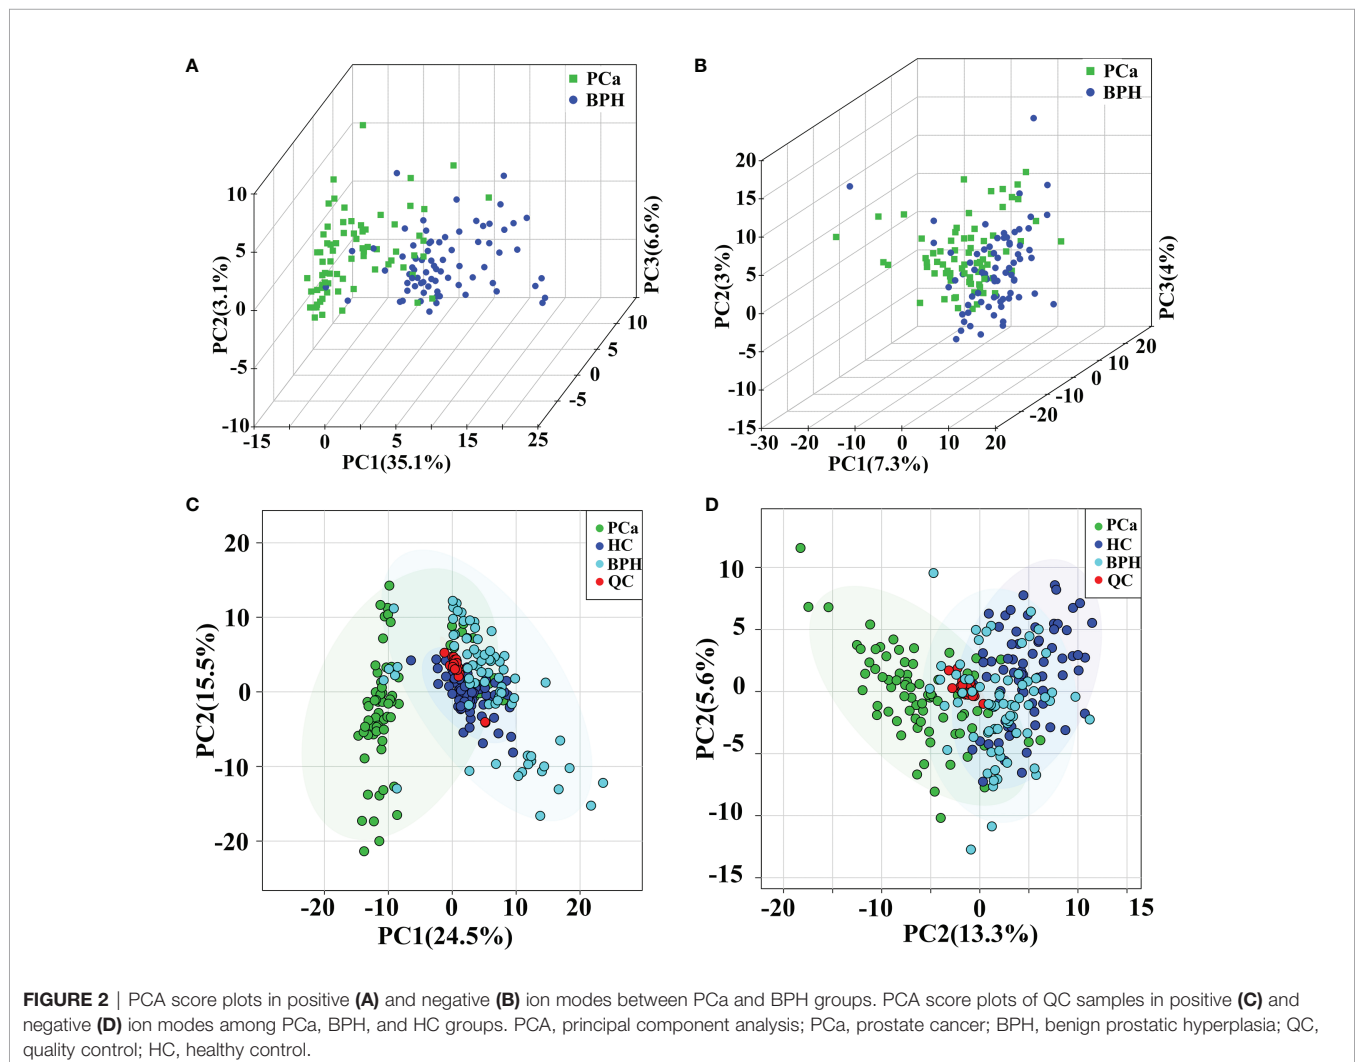 A
PCa
BPH
10
5
0
-5
-10
PC2(3.1%)
-15
0
5
15
25
PC1(35.1%)
-5
0
5
10
PC3(6.6%)
B
PCa
BPH
20
15
10
5
0
-5
-10
-15
PC2(3%)
-30
-20
-10
0
10
20
PC1(7.3%)
-20
-10
0
10
20
PC3(4%)
C
PCa
HC
BPH
QC
20
10
0
-10
-20
PC2(15.5%)
-20
-10
0
10
20
PC1(24.5%)
D
PCa
HC
BPH
QC
10
5
0
-5
-10
-15
PC2(5.6%)
-20
-10
0
10
15
PC2(13.3%)
FIGURE 2 | PCA score plots in positive (A) and negative (B) ion modes between PCa and BPH groups. PCA score plots of QC samples in positive (C) and
negative (D) ion modes among PCa, BPH, and HC groups. PCA, principal component analysis; PCa, prostate cancer; BPH, benign prostatic hyperplasia; QC,
quality control; HC, healthy control.